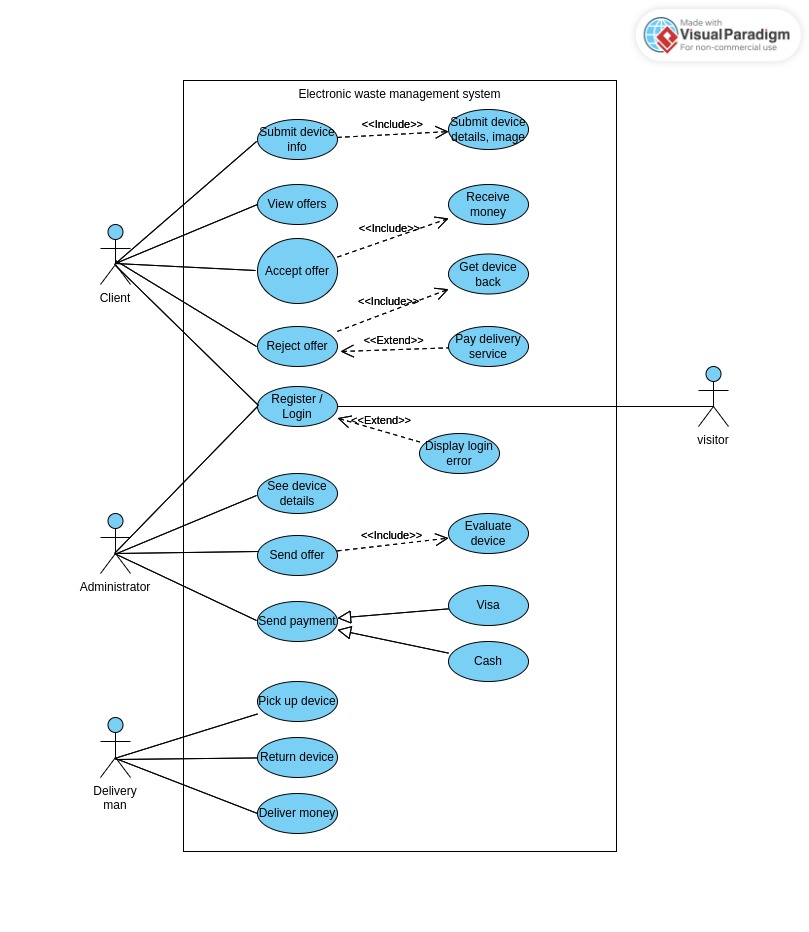 Made with
VisualParadigm
For non-commercial use
Electronic waste management system
Submit device
info
<<Include>>
Submit device
details, image
View offers
Receive
money
<<Include>>
Accept offer
Get device
back
<<Include>>
Client
Reject offer
<<Extend>>
Pay delivery
service
Register /
Login
<<Extend>>
Display login
error
visitor
See device
details
Send offer
<<Include>>
Evaluate
device
Administrator
Send payment
Visa
Cash
Pick up device
Return device
Delivery
man
Deliver money